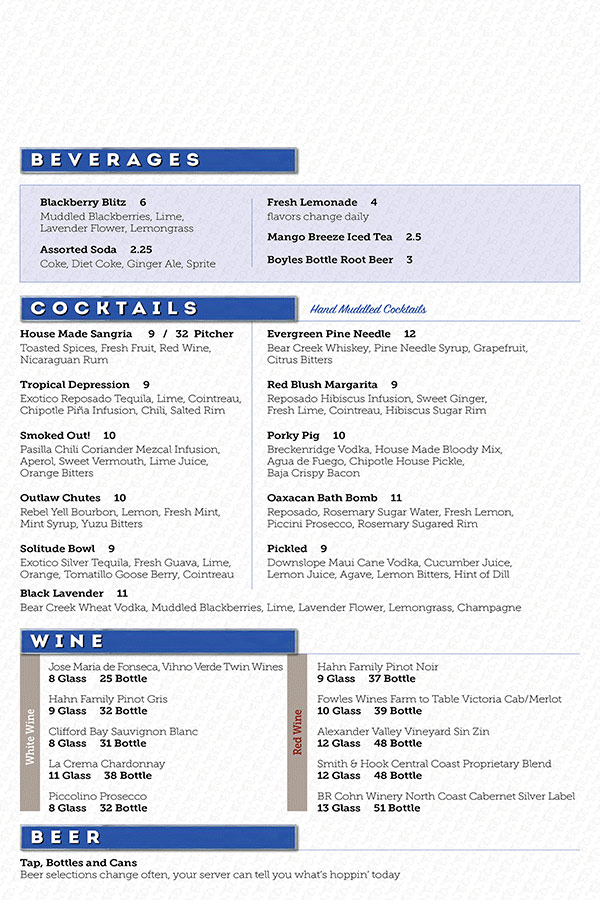 BEVERAGES
Blackberry Blitz 6
Muddled Blackberries, Lime,
Lavender Flower, Lemongrass
Assorted Soda 2.25
Coke, Diet Coke, Ginger Ale, Sprite
Fresh Lemonade 4
flavors change daily
Mango Breeze Iced Tea 2.5
Boyles Bottle Root Beer 3
COCKTAILS
Hand Muddled Cocktails
House Made Sangria 9 / 32 Pitcher
Toasted Spices, Fresh Fruit, Red Wine,
Nicaraguan Rum
Tropical Depression 9
Exotico Reposado Tequila, Lime, Cointreau,
Chipotle Piña Infusion, Chili, Salted Rim
Smoked Out! 10
Pasilla Chili Coriander Mezcal Infusion,
Aperol, Sweet Vermouth, Lime Juice,
Orange Bitters
Outlaw Chutes 10
Rebel Yell Bourbon, Lemon, Fresh Mint,
Mint Syrup, Yuzu Bitters
Solitude Bowl 9
Exotico Silver Tequila, Fresh Guava, Lime,
Orange, Tomatillo Goose Berry, Cointreau
Evergreen Pine Needle 12
Bear Creek Whiskey, Pine Needle Syrup, Grapefruit,
Citrus Bitters
Red Blush Margarita 9
Reposado Hibiscus Infusion, Sweet Ginger,
Fresh Lime, Cointreau, Hibiscus Sugar Rim
Porky Pig 10
Breckenridge Vodka, House Made Bloody Mix,
Agua de Fuego, Chipotle House Pickle,
Baja Crispy Bacon
Oaxacan Bath Bomb 11
Reposado, Rosemary Sugar Water, Fresh Lemon,
Piccini Prosecco, Rosemary Sugared Rim
Pickled 9
Downslope Maui Cane Vodka, Cucumber Juice,
Lemon Juice, Agave, Lemon Bitters, Hint of Dill
Black Lavender 11
Bear Creek Wheat Vodka, Muddled Blackberries, Lime, Lavender Flower, Lemongrass, Champagne
WINE
White Wine
Jose Maria de Fonseca, Vihno Verde Twin Wines
8 Glass 25 Bottle
Hahn Family Pinot Gris
9 Glass 32 Bottle
Clifford Bay Sauvignon Blanc
8 Glass 31 Bottle
La Crema Chardonnay
11 Glass 38 Bottle
Piccolino Prosecco
8 Glass 32 Bottle
Red Wine
Hahn Family Pinot Noir
9 Glass 37 Bottle
Fowles Wines Farm to Table Victoria Cab/Merlot
10 Glass 39 Bottle
Alexander Valley Vineyard Sin Zin
12 Glass 48 Bottle
Smith & Hook Central Coast Proprietary Blend
12 Glass 48 Bottle
BR Cohn Winery North Coast Cabernet Silver Label
13 Glass 51 Bottle
BEER
Tap, Bottles and Cans
Beer selections change often, your server can tell you what's hoppin' today